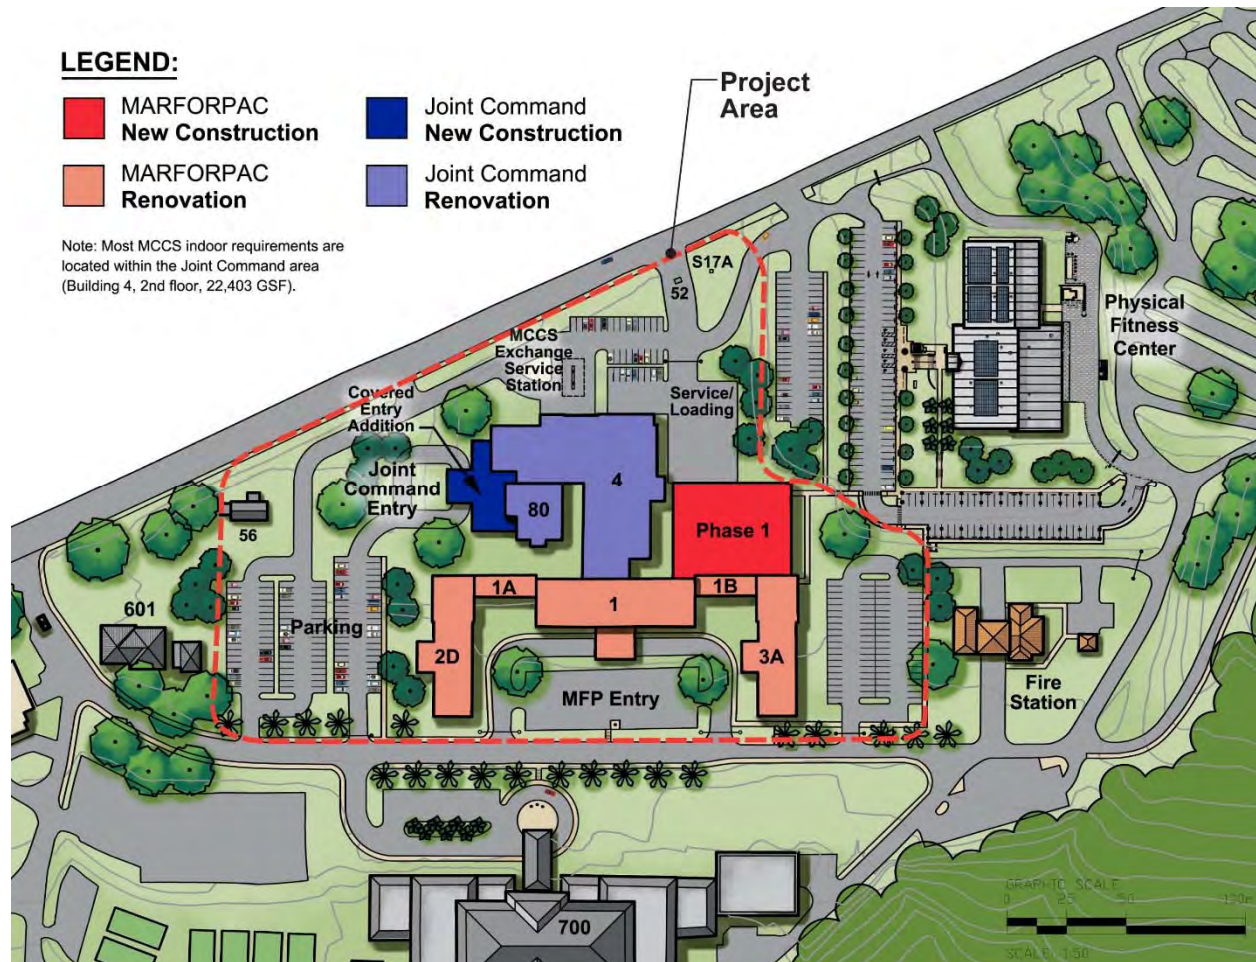 LEGEND:
MARFORPAC
New Construction
Joint Command
New Construction
MARFORPAC
Renovation
Joint Command
Renovation
Note: Most MCCS indoor requirements are
located within the Joint Command area
(Building 4, 2nd floor, 22,403 GSF).
Project
Area
S17A
52
MCCS
Exchange
Service
Station
Physical
Fitness
Center
Service/
Loading
Covered
Entry
Addition
Joint
Command
Entry
4
80
Phase 1
56
1A
1
1B
601
Parking
2D
3A
MFP Entry
Fire
Station
700
GRAPHIC SCALE
0 25 50
SCALE 1:50